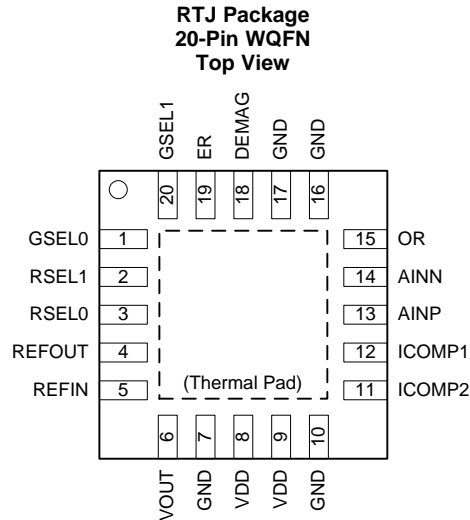 RTJ Package
20-Pin WQFN
Top View
GSEL1
ER
DEMAG
GND
GND
20
19
18
17
16
GSEL0 1
RSEL1 2
RSEL0 3
REFOUT 4
REFIN 5
15 OR
14 AINN
13 AINP
12 ICOMP1
11 ICOMP2
(Thermal Pad)
6
7
8
9
10
VOUT
GND
VDD
VDD
GND